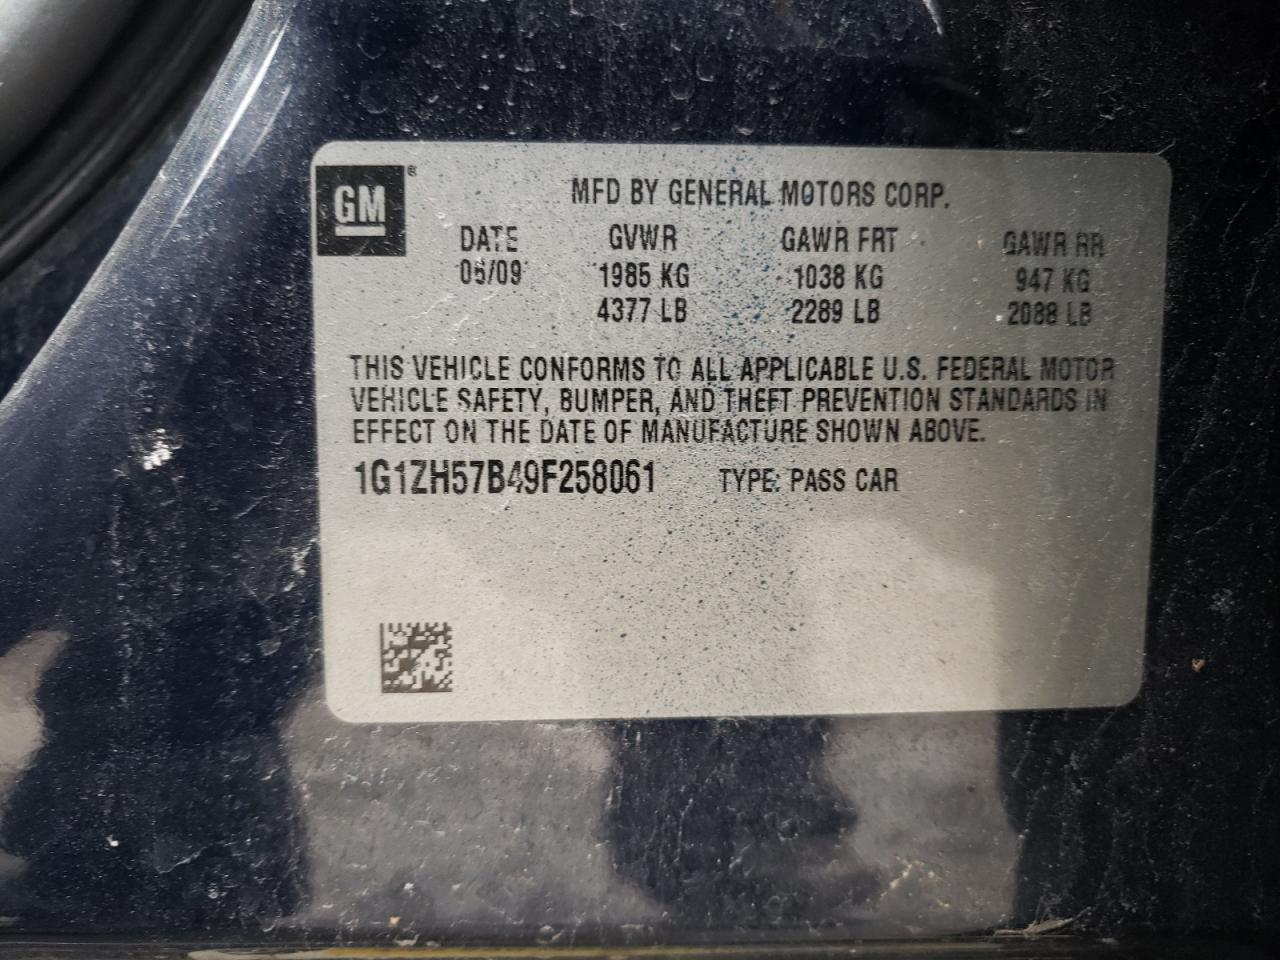 GM®
MFD BY GENERAL MOTORS CORP.
DATE GVWR GAWR FRT GAWR RR
05/09 1985 KG 1038 KG 947 KG
4377 LB 2289 LB 2088 LB
THIS VEHICLE CONFORMS TO ALL APPLICABLE U.S. FEDERAL MOTOR
VEHICLE SAFETY, BUMPER, AND THEFT PREVENTION STANDARDS IN
EFFECT ON THE DATE OF MANUFACTURE SHOWN ABOVE.
1G1ZH57B49F258061 TYPE: PASS CAR